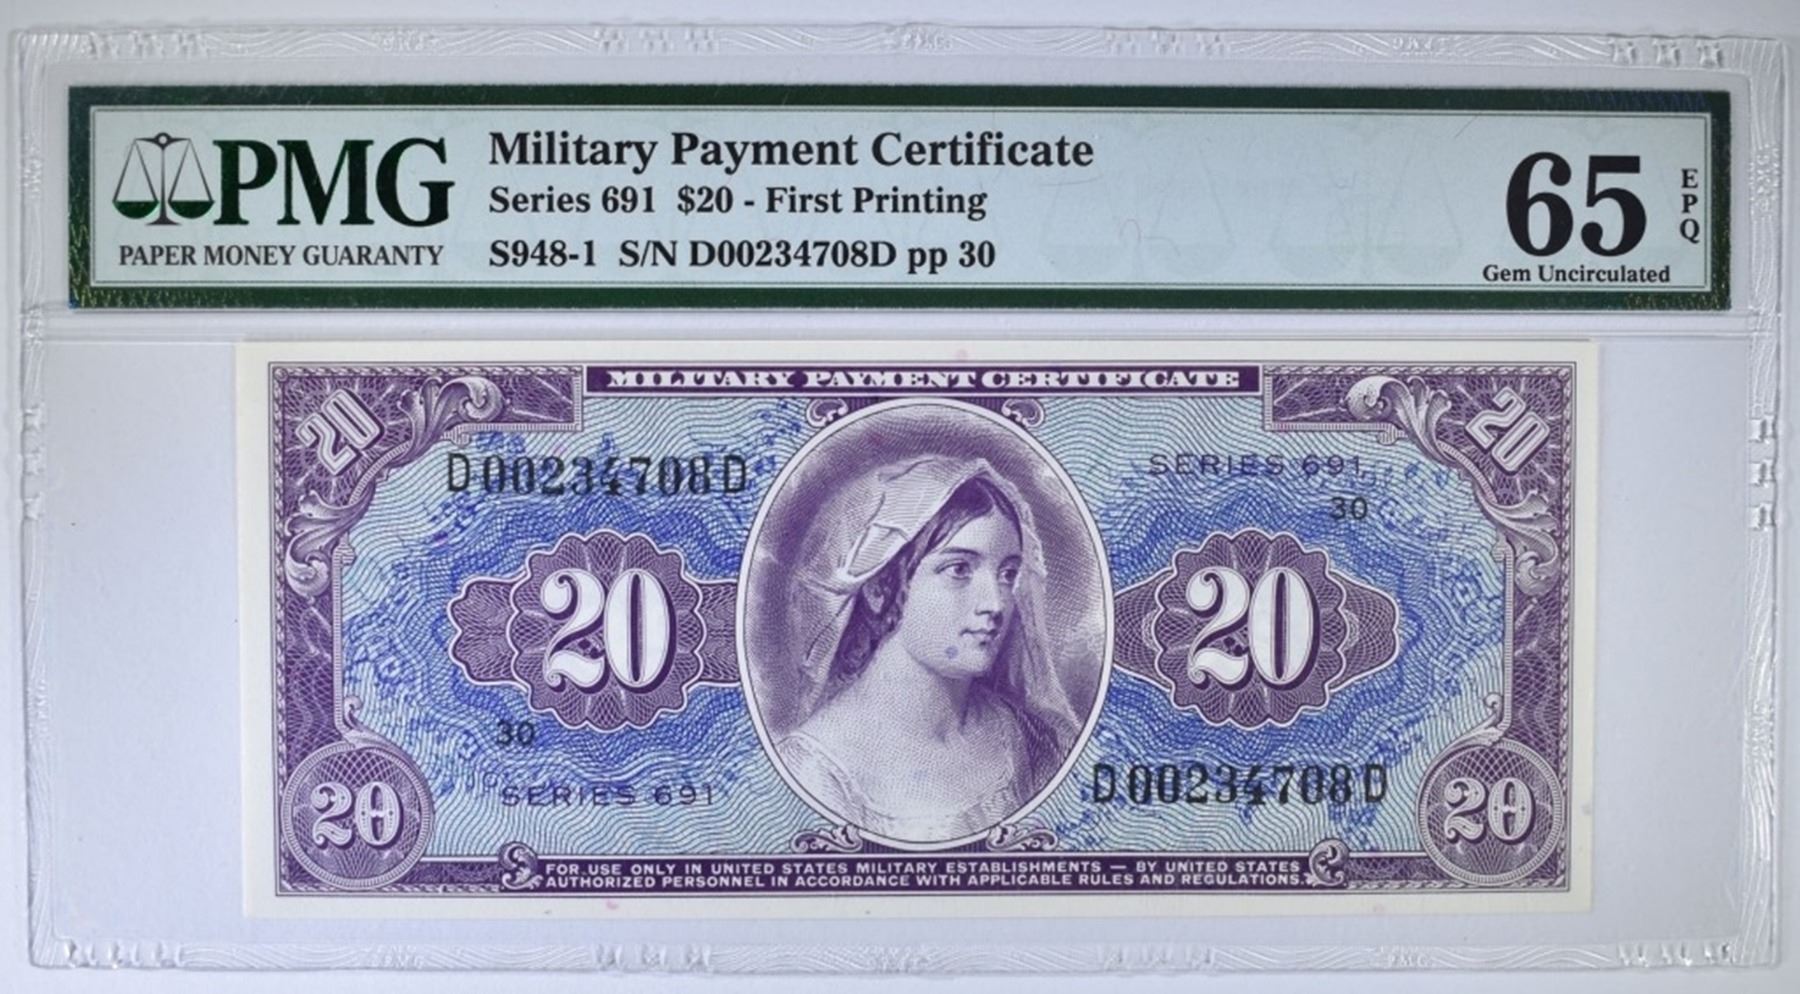 PMG
PAPER MONEY GUARANTY
Military Payment Certificate
Series 691 $20 - First Printing
S948-1 S/N D00234708D pp 30
65
EPQ
Gem Uncirculated
MILITARY PAYMENT CERTIFICATE
20
20
D00234708D
SERIES 691
30
20
20
30
SERIES 691
D00234708D
20
20
FOR USE ONLY IN UNITED STATES MILITARY ESTABLISHMENTS — BY UNITED STATES
AUTHORIZED PERSONNEL IN ACCORDANCE WITH APPLICABLE RULES AND REGULATIONS.